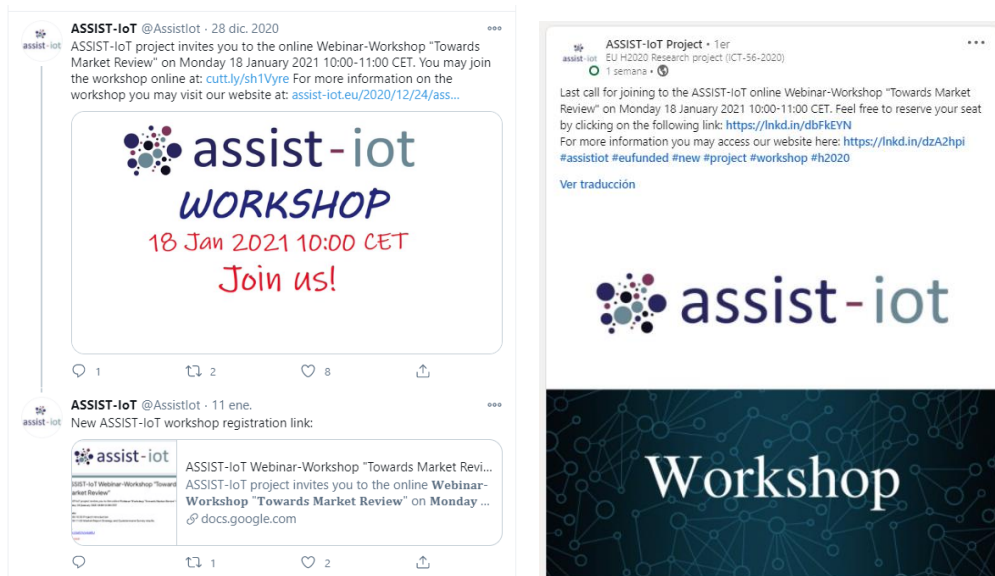 ASSIST-IoT @AssistIot · 28 dic. 2020
assist-iot
ASSIST-IoT project invites you to the online Webinar-Workshop "Towards
Market Review" on Monday 18 January 2021 10:00-11:00 CET. You may join
the workshop online at: cutt.ly/sh1Vyre For more information on the
workshop you may visit our website at: assist-iot.eu/2020/12/24/ass...
assist-iot
WORKSHOP
18 Jan 2021 10:00 CET
Join us!
1 2 8
ASSIST-IoT @AssistIot · 11 ene.
assist-iot
New ASSIST-IoT workshop registration link:
assist-iot
ASSIST-IoT Webinar-Workshop "Towards Market Revi...
ASSIST-IoT project invites you to the online Webinar-
Workshop "Towards Market Review" on Monday ...
docs.google.com
1 2
ASSIST-IoT Project • 1er
assist-iot
EU H2020 Research project (ICT-56-2020)
1 semana •
Last call for joining to the ASSIST-IoT online Webinar-Workshop "Towards Market
Review" on Monday 18 January 2021 10:00-11:00 CET. Feel free to reserve your seat
by clicking on the following link: https://lnkd.in/dbFkEYN
For more information you may access our website here: https://lnkd.in/dzA2hpi
#assistiot #eufunded #new #project #workshop #h2020
Ver traducción
assist-iot
Workshop